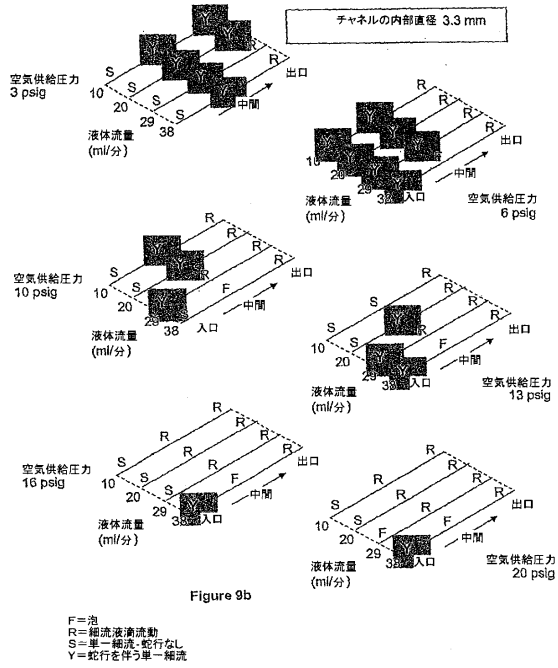 チャネルの内部直径 3.3 mm
空気供給圧力
3 psig
Y
Y
Y
Y
Y
Y
R
R
S
10
S
20
S
29
S
38
出口
中間
液体流量
(ml/分)
Y
Y
Y
Y
Y
Y
Y
R
R
R
R
10
20
29
38
入口
出口
中間
液体流量
(ml/分)
空気供給圧力
6 psig
空気供給圧力
10 psig
R
R
R
R
Y
Y
R
F
S
10
S
20
Y
29
38
入口
出口
中間
液体流量
(ml/分)
R
R
R
R
S
Y
R
F
S
10
S
20
Y
29
Y
38
入口
出口
中間
液体流量
(ml/分)
空気供給圧力
13 psig
空気供給圧力
16 psig
R
R
R
R
R
R
R
F
S
10
S
20
S
29
Y
38
入口
出口
中間
液体流量
(ml/分)
R
R
R
R
R
R
R
F
S
10
S
20
F
29
Y
38
入口
出口
中間
液体流量
(ml/分)
空気供給圧力
20 psig
Figure 9b
F=泡
R=細流液滴流動
S=単一細流-蛇行なし
Y=蛇行を伴う単一細流